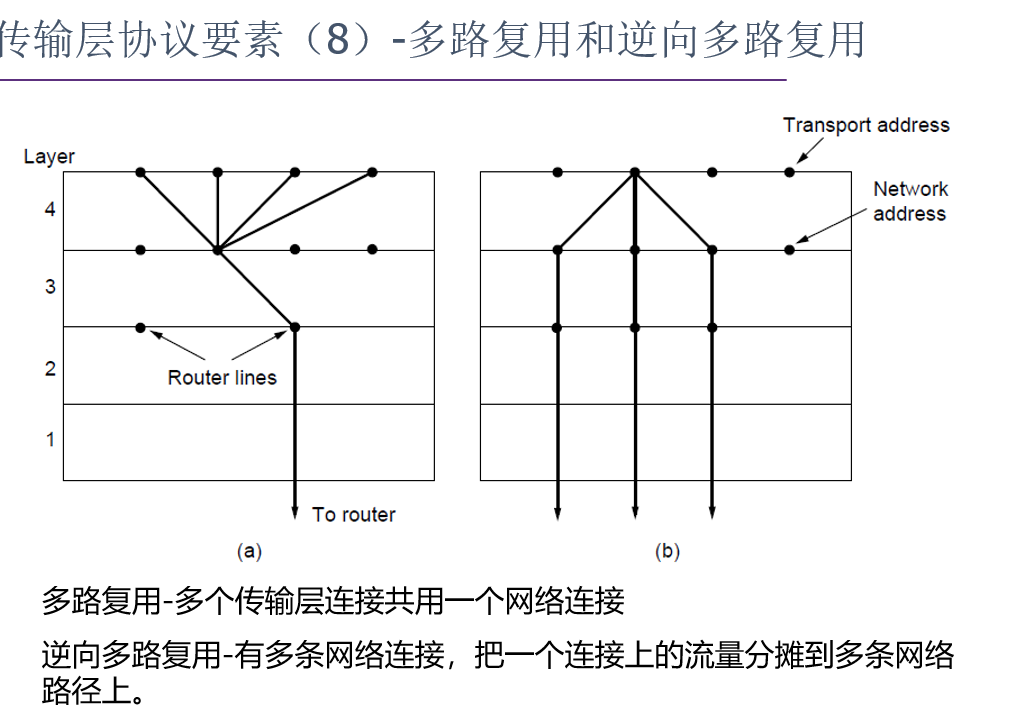 传输层协议要素（8）-多路复用和逆向多路复用
Transport address
Layer
Network
address
4
3
2
1
Router lines
To router
(a)
(b)
多路复用-多个传输层连接共用一个网络连接
逆向多路复用-有多条网络连接，把一个连接上的流量分摊到多条网络
路径上。